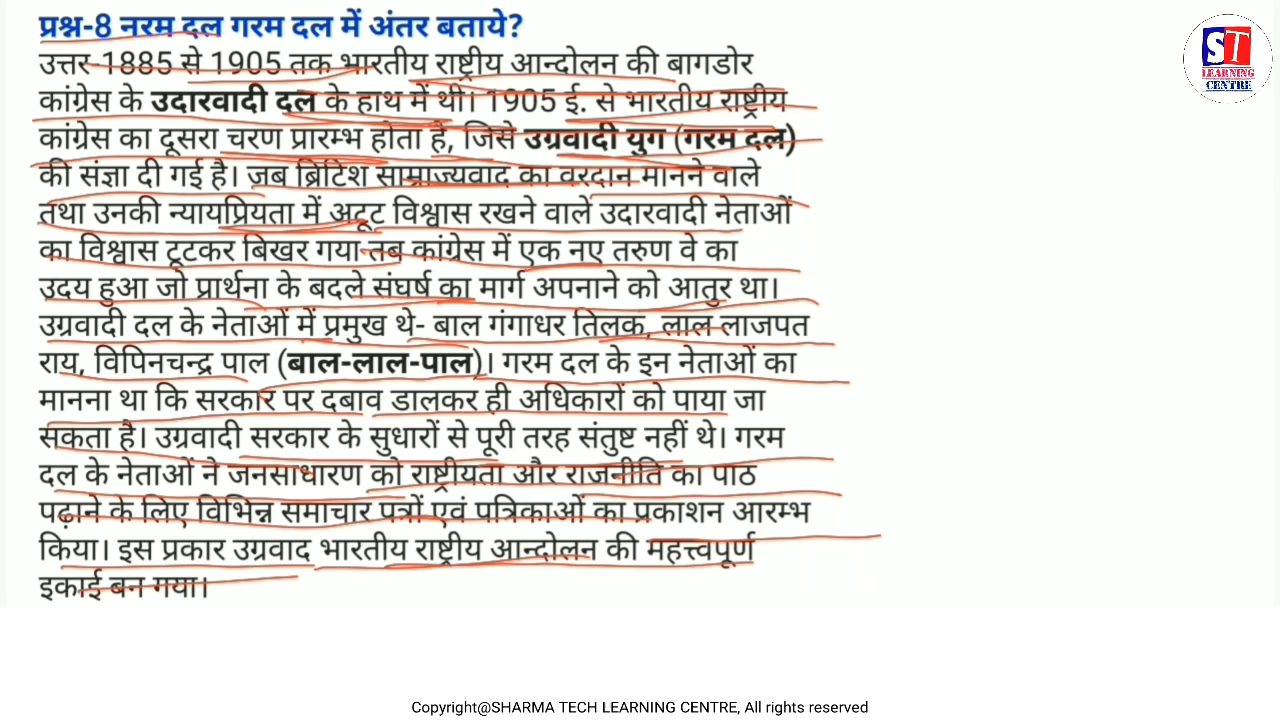 प्रश्न-8 नरम दल गरम दल में अंतर बताये?
उत्तर-1885 से 1905 तक भारतीय राष्ट्रीय आन्दोलन की बागडोर
कांग्रेस के उदारवादी दल के हाथ में थी। 1905 ई. से भारतीय राष्ट्रीय
कांग्रेस का दूसरा चरण प्रारम्भ होता है, जिसे उग्रवादी युग (गरम दल)
की संज्ञा दी गई है। जब ब्रिटिश साम्राज्यवाद का वरदान मानने वाले
तथा उनकी न्यायप्रियता में अटूट विश्वास रखने वाले उदारवादी नेताओं
का विश्वास टूटकर बिखर गया तब कांग्रेस में एक नए तरुण वे का
उदय हुआ जो प्रार्थना के बदले संघर्ष का मार्ग अपनाने को आतुर था।
उग्रवादी दल के नेताओं में प्रमुख थे- बाल गंगाधर तिलक, लाल लाजपत
राय, विपिनचन्द्र पाल (बाल-लाल-पाल)। गरम दल के इन नेताओं का
मानना था कि सरकार पर दबाव डालकर ही अधिकारों को पाया जा
सकता है। उग्रवादी सरकार के सुधारों से पूरी तरह संतुष्ट नहीं थे। गरम
दल के नेताओं ने जनसाधारण को राष्ट्रीयता और राजनीति का पाठ
पढ़ाने के लिए विभिन्न समाचार पत्रों एवं पत्रिकाओं का प्रकाशन आरम्भ
किया। इस प्रकार उग्रवाद भारतीय राष्ट्रीय आन्दोलन की महत्त्वपूर्ण
इकाई बन गया।
ST
LEARNING
CENTRE
Copyright@SHARMA TECH LEARNING CENTRE, All rights reserved